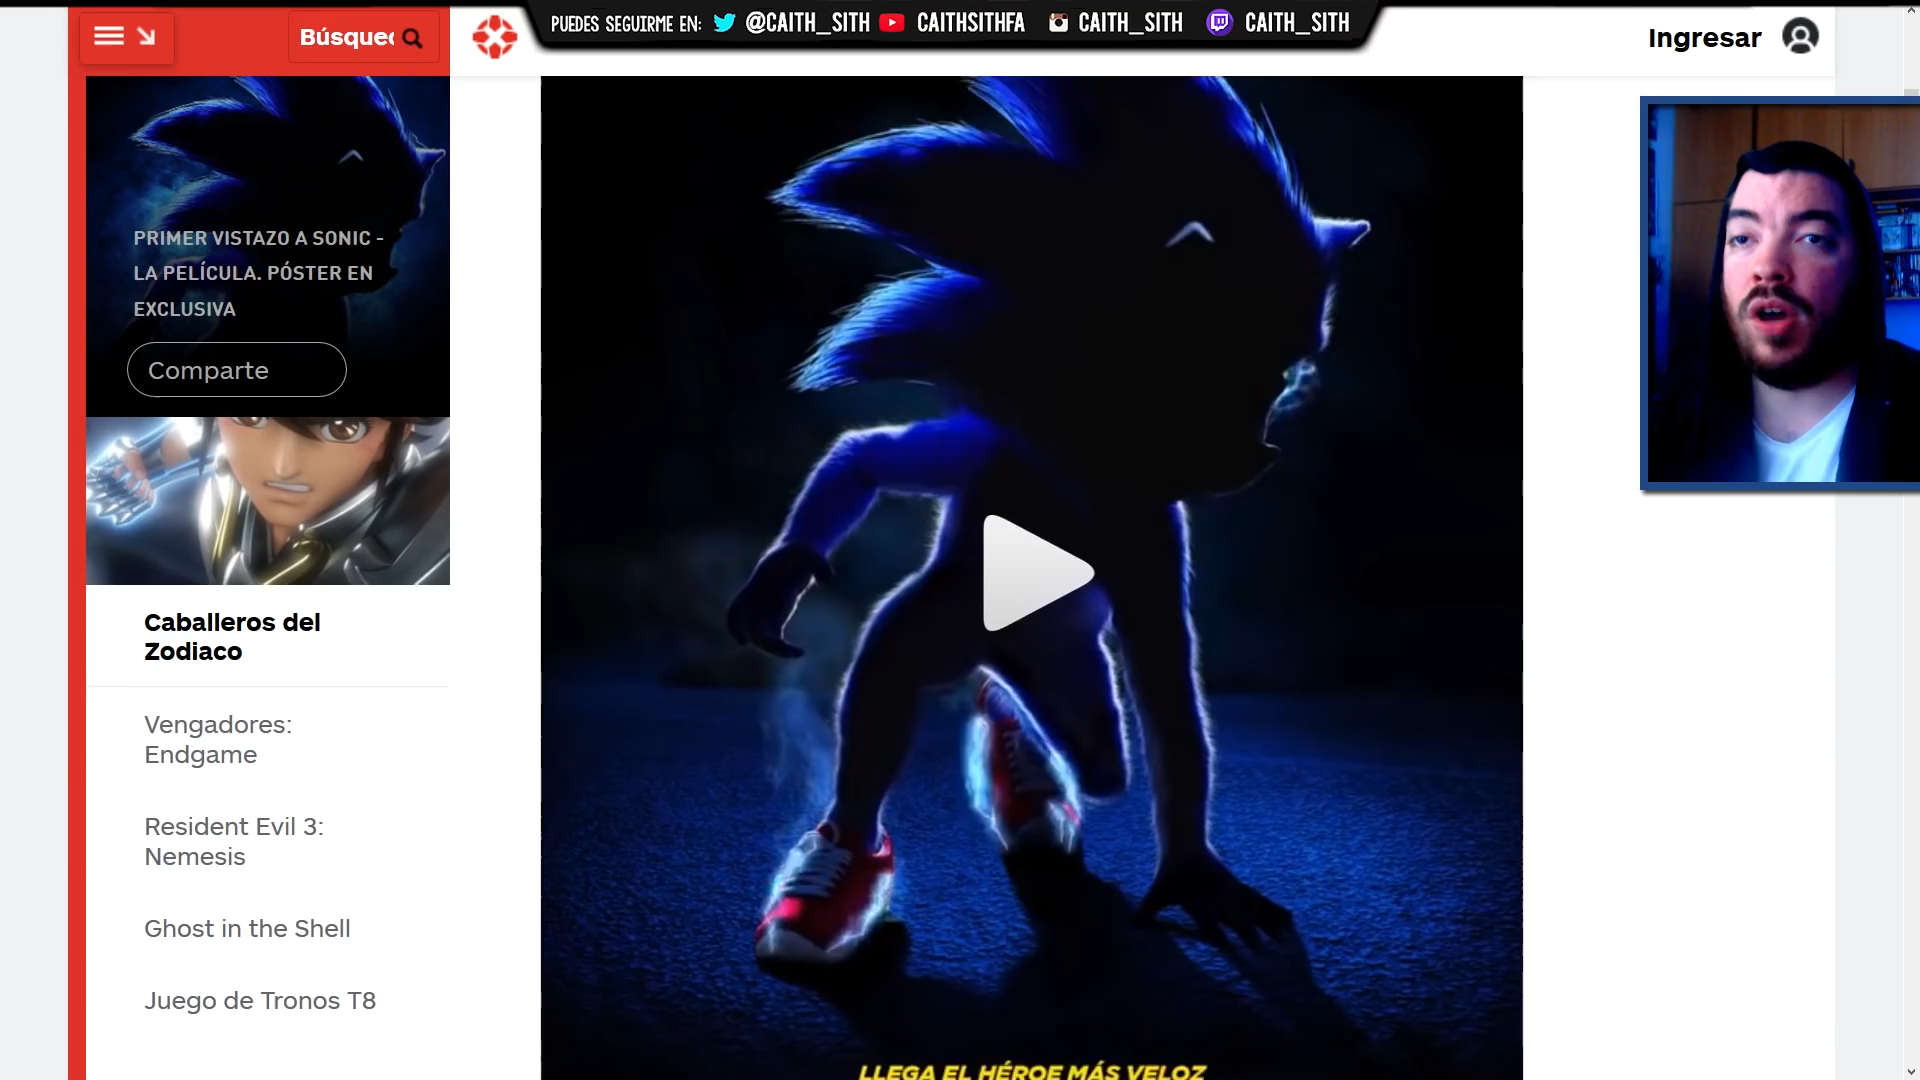 PUEDES SEGUIRME EN: @CAITH_SITH CAITHSITHFA CAITH_SITH CAITH_SITH
Búsque
Ingresar
PRIMER VISTAZO A SONIC -
LA PELÍCULA. PÓSTER EN
EXCLUSIVA
Comparte
Caballeros del
Zodiaco
Vengadores:
Endgame
Resident Evil 3:
Nemesis
Ghost in the Shell
Juego de Tronos T8
LLEGA EL HÉROE MÁS VELOZ